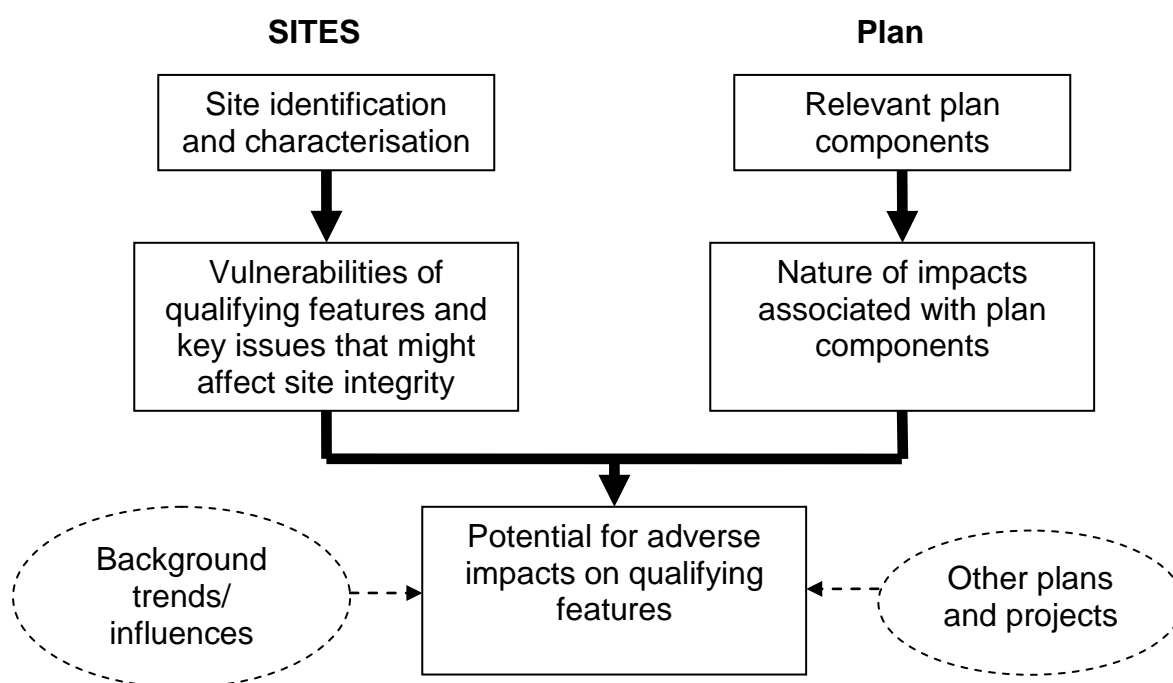 SITES
Plan
Site identification
and characterisation
Relevant plan
components
Vulnerabilities of
qualifying features and
key issues that might
affect site integrity
Nature of impacts
associated with plan
components
Background
trends/
influences
Potential for adverse
impacts on qualifying
features
Other plans
and projects